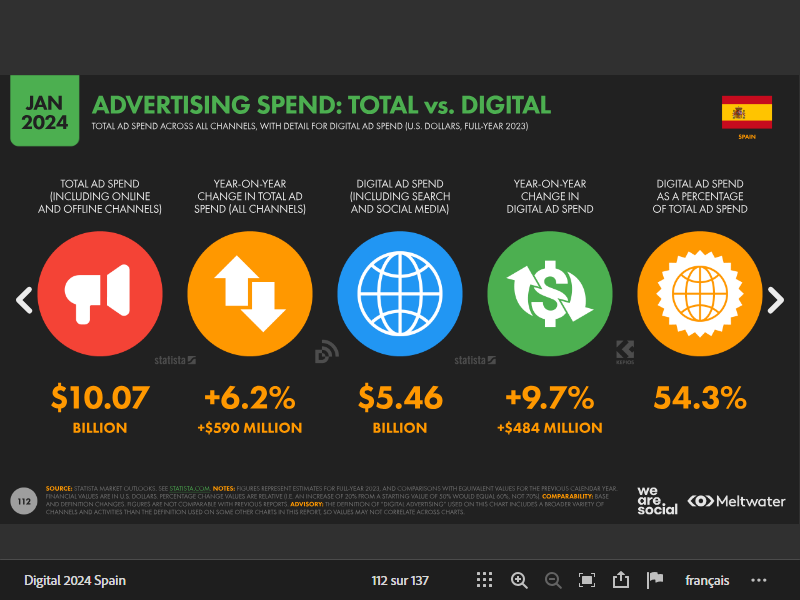 JAN
2024
ADVERTISING SPEND: TOTAL vs. DIGITAL
TOTAL AD SPEND ACROSS ALL CHANNELS, WITH DETAIL FOR DIGITAL AD SPEND (U.S. DOLLARS, FULL-YEAR 2023)
SPAIN
TOTAL AD SPEND
(INCLUDING ONLINE
AND OFFLINE CHANNELS)
YEAR-ON-YEAR
CHANGE IN TOTAL AD
SPEND (ALL CHANNELS)
DIGITAL AD SPEND
(INCLUDING SEARCH
AND SOCIAL MEDIA)
YEAR-ON-YEAR
CHANGE IN
DIGITAL AD SPEND
DIGITAL AD SPEND
AS A PERCENTAGE
OF TOTAL AD SPEND
statista
statista
KEPIOS
$10.07
BILLION
+6.2%
+$590 MILLION
$5.46
BILLION
+9.7%
+$484 MILLION
54.3%
112
SOURCE: STATISTA MARKET OUTLOOKS. SEE STATISTA.COM. NOTES: FIGURES REPRESENT ESTIMATES FOR FULL-YEAR 2023, AND COMPARISONS WITH EQUIVALENT VALUES FOR THE PREVIOUS CALENDAR YEAR.
FINANCIAL VALUES ARE IN U.S. DOLLARS. PERCENTAGE CHANGE VALUES ARE RELATIVE (I.E. AN INCREASE OF 20% FROM A STARTING VALUE OF 50% WOULD EQUAL 60%, NOT 70%). COMPARABILITY: BASE
AND DEFINITION CHANGES. FIGURES ARE NOT COMPARABLE WITH PREVIOUS REPORTS. ADVISORY: THE DEFINITION OF "DIGITAL ADVERTISING" USED ON THIS CHART INCLUDES A BROADER VARIETY OF
CHANNELS AND ACTIVITIES THAN THE DEFINITION USED ON SOME OTHER CHARTS IN THIS REPORT, SO VALUES MAY NOT CORRELATE ACROSS CHARTS.
we
are.
social
Meltwater
Digital 2024 Spain
112 sur 137
français